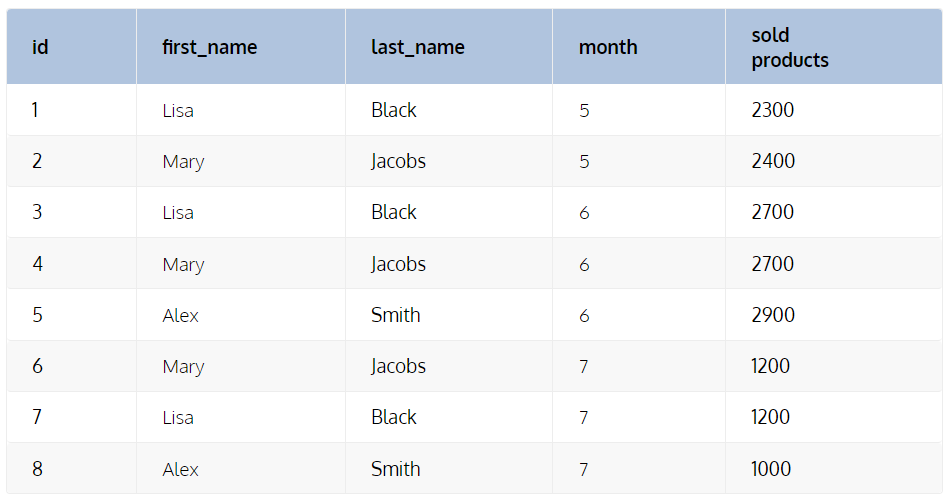 id first_name last_name month sold products
1 Lisa Black 5 2300
2 Mary Jacobs 5 2400
3 Lisa Black 6 2700
4 Mary Jacobs 6 2700
5 Alex Smith 6 2900
6 Mary Jacobs 7 1200
7 Lisa Black 7 1200
8 Alex Smith 7 1000